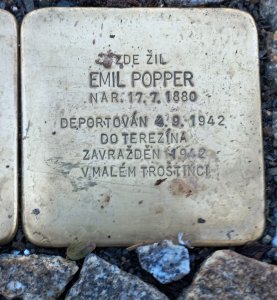 ZDE ŽIL
EMIL POPPER
NAR. 17. 7. 1880
DEPORTOVÁN 4. 9. 1942
DO TEREZÍNA
ZAVRAŽDĚN 1942
V MALÉM TROSTINCI